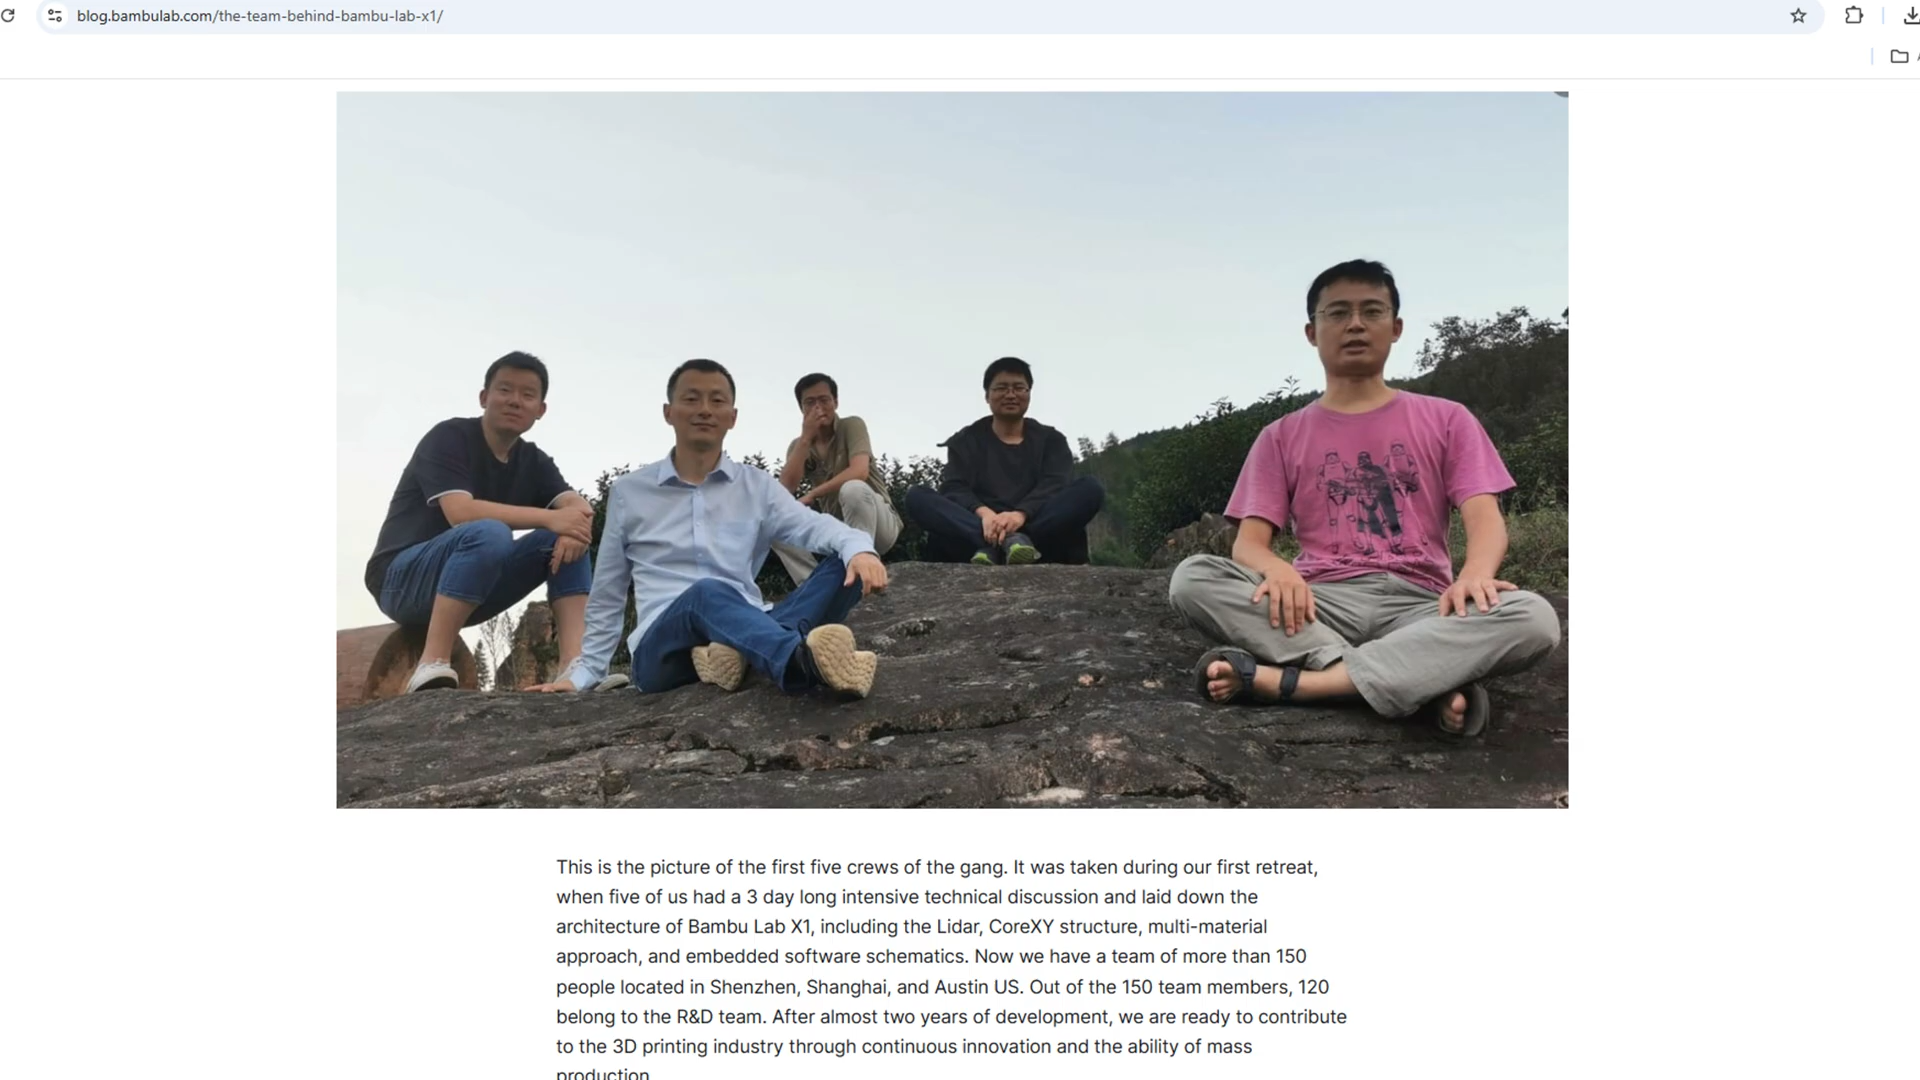 blog.bambulab.com/the-team-behind-bambu-lab-x1/
This is the picture of the first five crews of the gang. It was taken during our first retreat,
when five of us had a 3 day long intensive technical discussion and laid down the
architecture of Bambu Lab X1, including the Lidar, CoreXY structure, multi-material
approach, and embedded software schematics. Now we have a team of more than 150
people located in Shenzhen, Shanghai, and Austin US. Out of the 150 team members, 120
belong to the R&D team. After almost two years of development, we are ready to contribute
to the 3D printing industry through continuous innovation and the ability of mass
production.